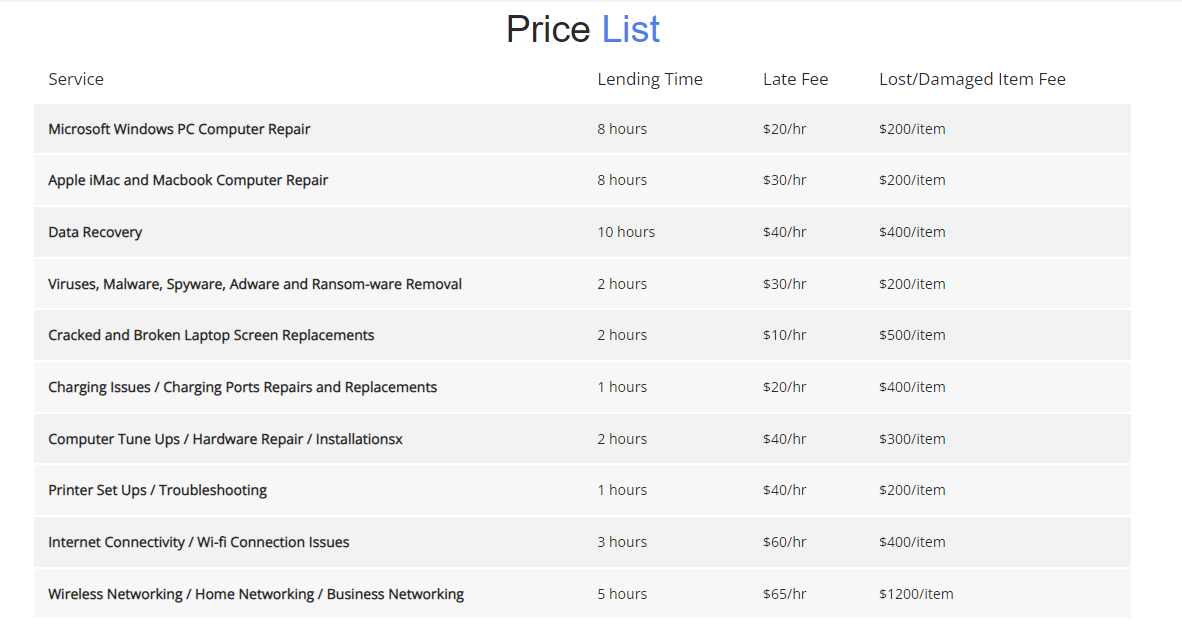 Price List
Service Lending Time Late Fee Lost/Damaged Item Fee
Microsoft Windows PC Computer Repair 8 hours $20/hr $200/item
Apple iMac and Macbook Computer Repair 8 hours $30/hr $200/item
Data Recovery 10 hours $40/hr $400/item
Viruses, Malware, Spyware, Adware and Ransom-ware Removal 2 hours $30/hr $200/item
Cracked and Broken Laptop Screen Replacements 2 hours $10/hr $500/item
Charging Issues / Charging Ports Repairs and Replacements 1 hours $20/hr $400/item
Computer Tune Ups / Hardware Repair / Installationsx 2 hours $40/hr $300/item
Printer Set Ups / Troubleshooting 1 hours $40/hr $200/item
Internet Connectivity / Wi-fi Connection Issues 3 hours $60/hr $400/item
Wireless Networking / Home Networking / Business Networking 5 hours $65/hr $1200/item